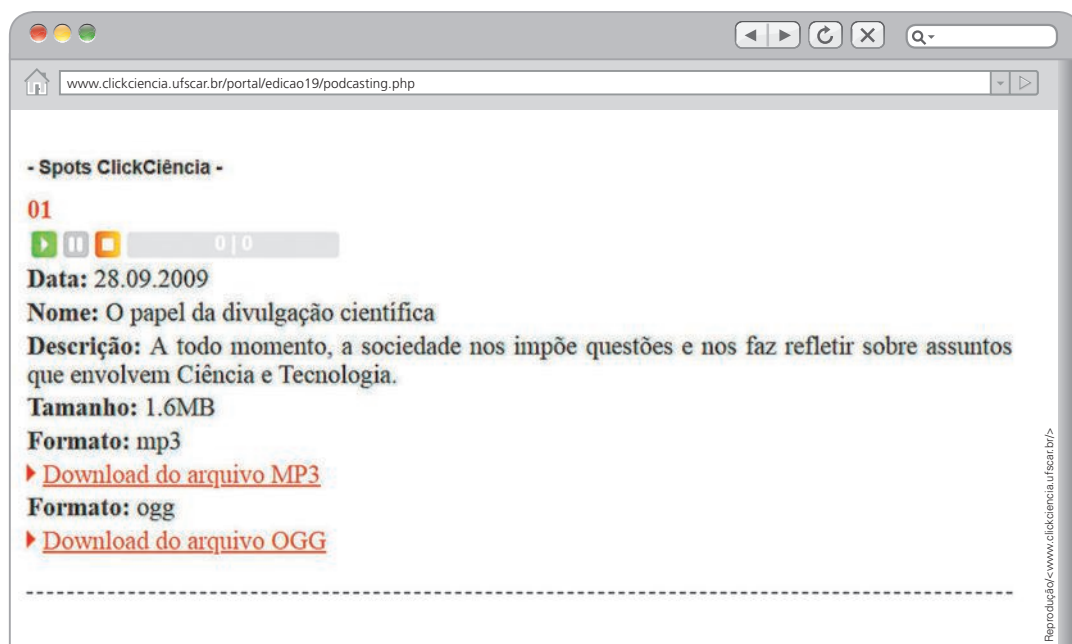 www.clickciencia.ufscar.br/portal/edicao19/podcasting.php
- Spots ClickCiência -
01
0 | 0
Data: 28.09.2009
Nome: O papel da divulgação científica
Descrição: A todo momento, a sociedade nos impõe questões e nos faz refletir sobre assuntos
que envolvem Ciência e Tecnologia.
Tamanho: 1.6MB
Formato: mp3
Download do arquivo MP3
Formato: ogg
Download do arquivo OGG
Reprodução/<www.clickciencia.ufscar.br/>